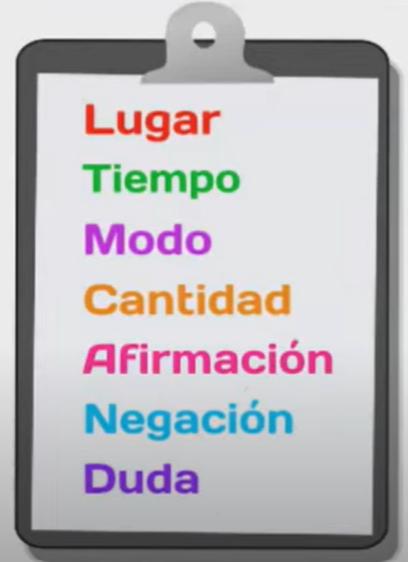 Lugar
Tiempo
Modo
Cantidad
Afirmación
Negación
Duda